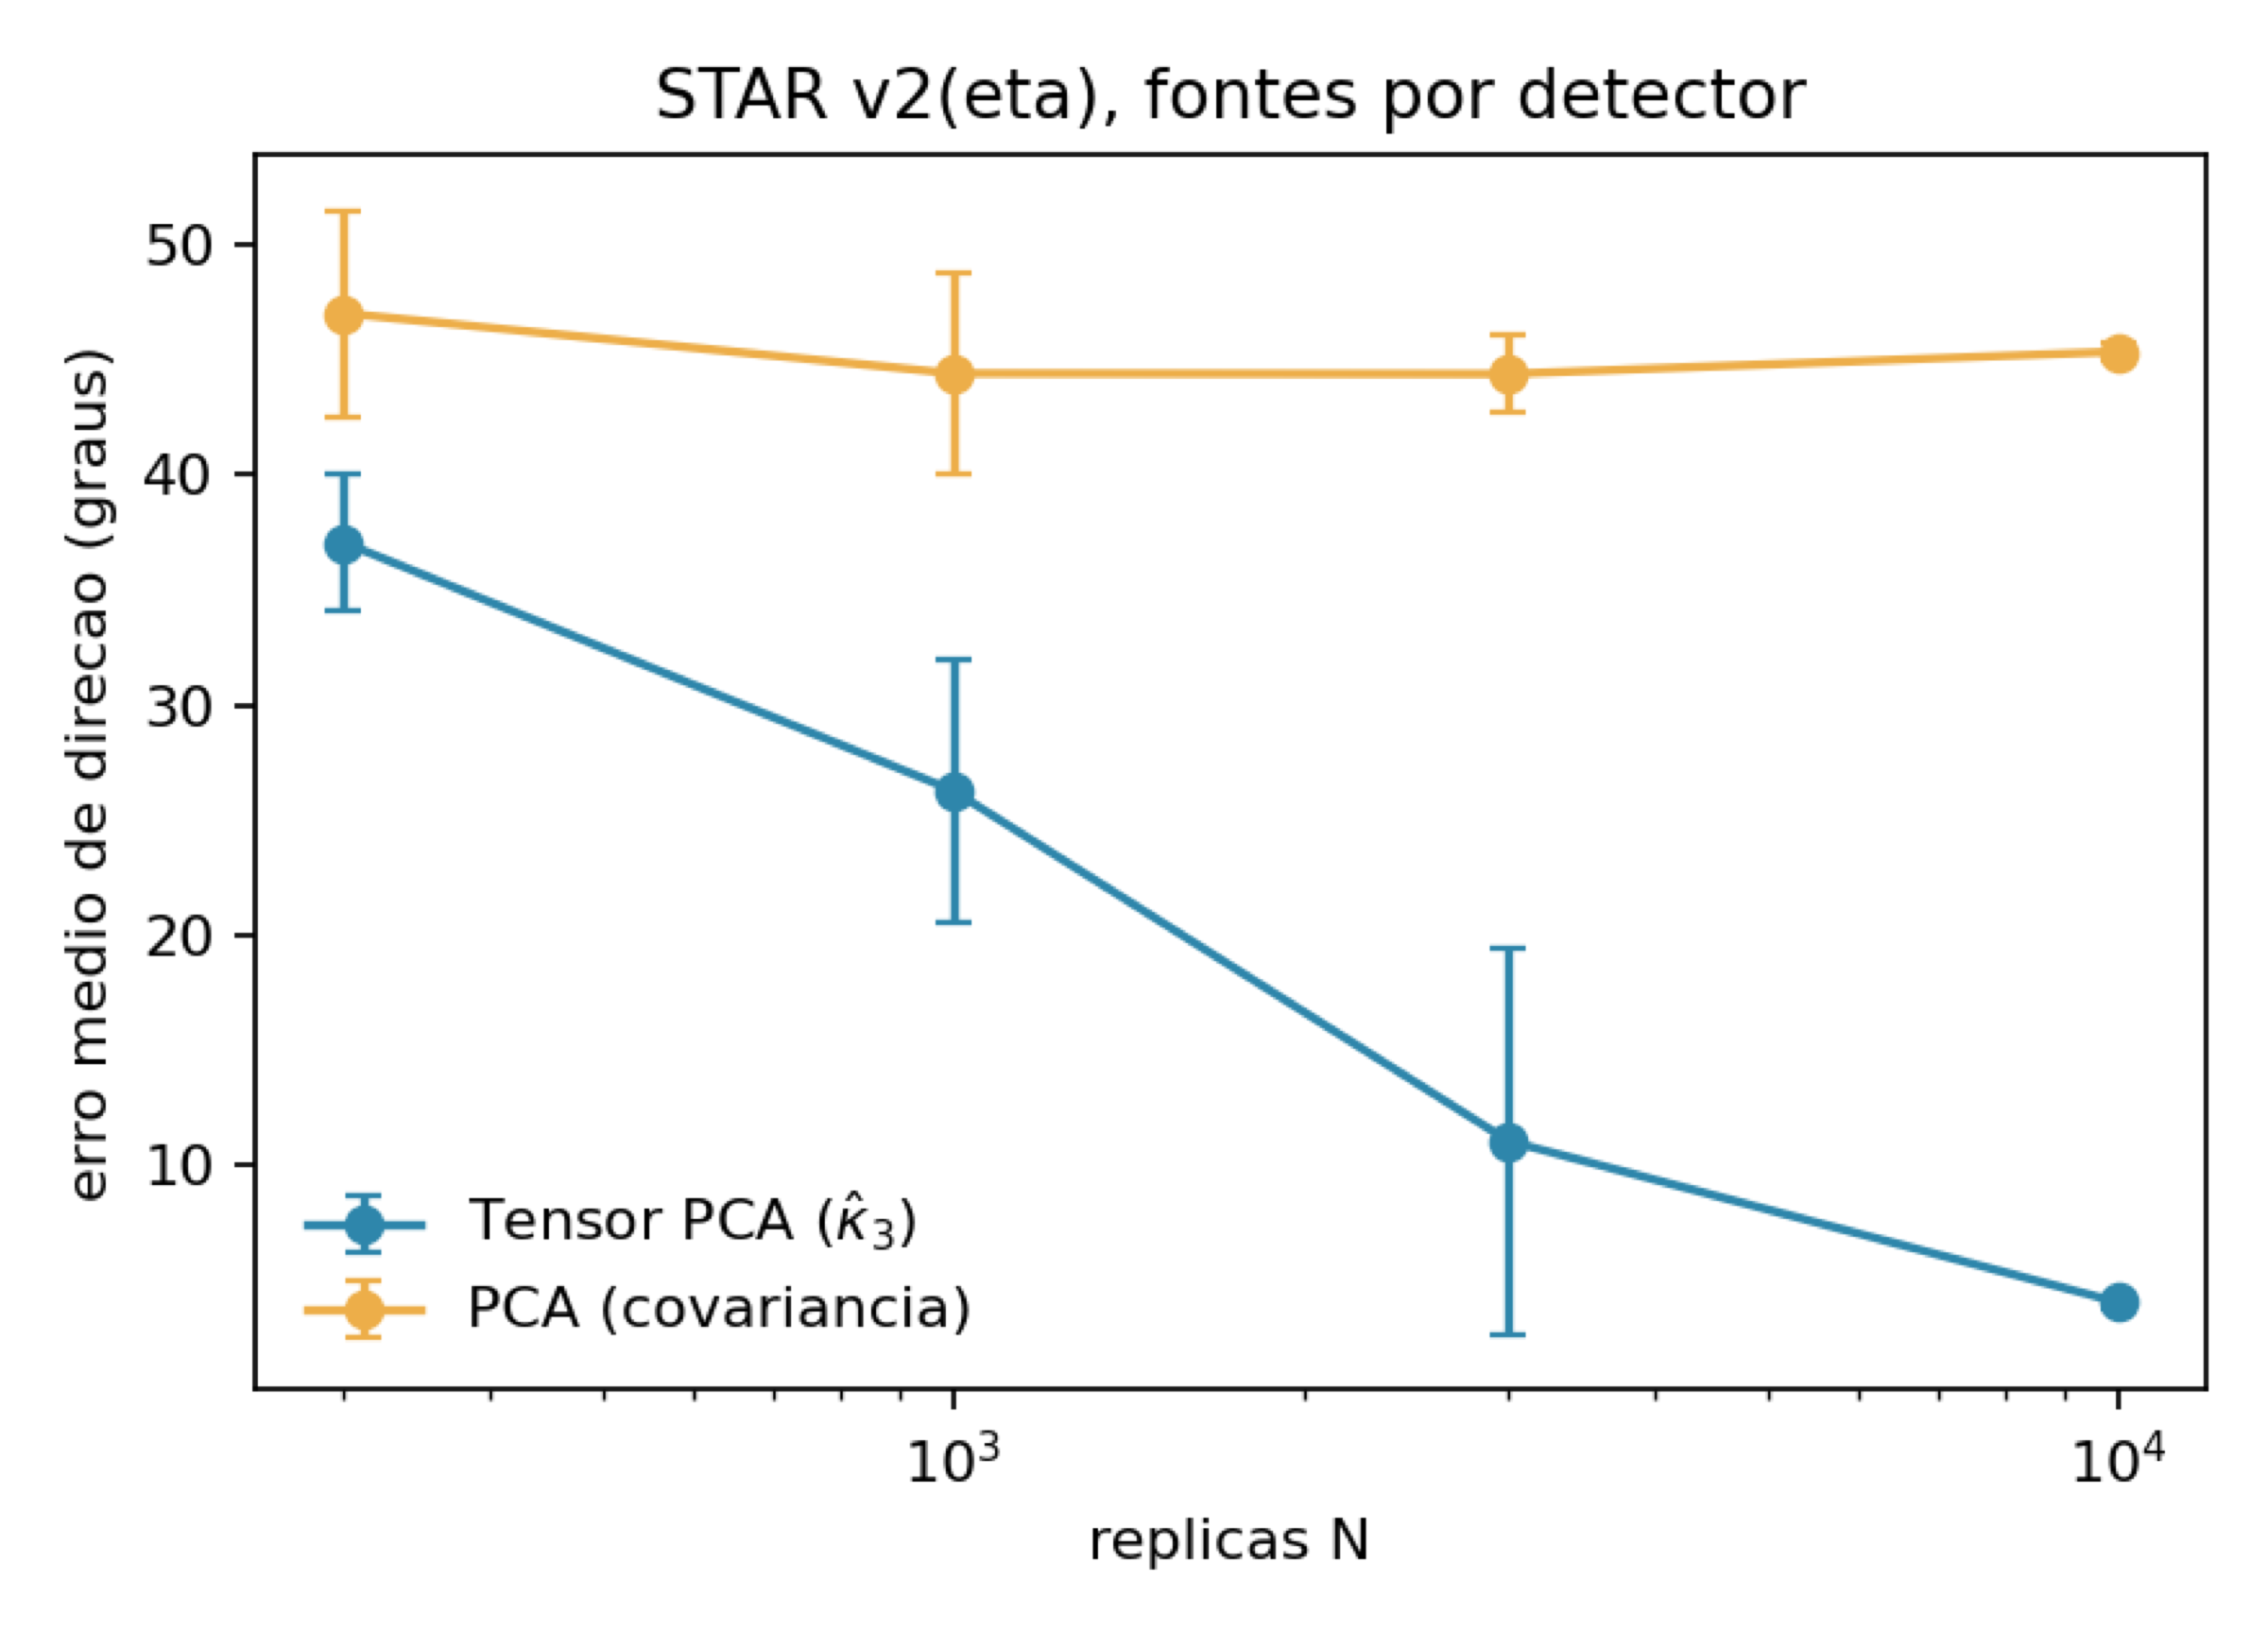 STAR v2(eta), fontes por detector
erro medio de direcao (graus)
50
40
30
20
10
Tensor PCA (κ̂₃)
PCA (covariancia)
10³
10⁴
replicas N